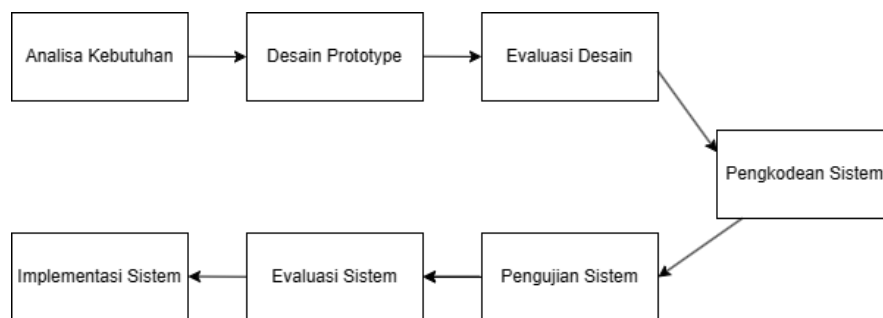 Analisa Kebutuhan
Desain Prototype
Evaluasi Desain
Pengkodean Sistem
Pengujian Sistem
Evaluasi Sistem
Implementasi Sistem